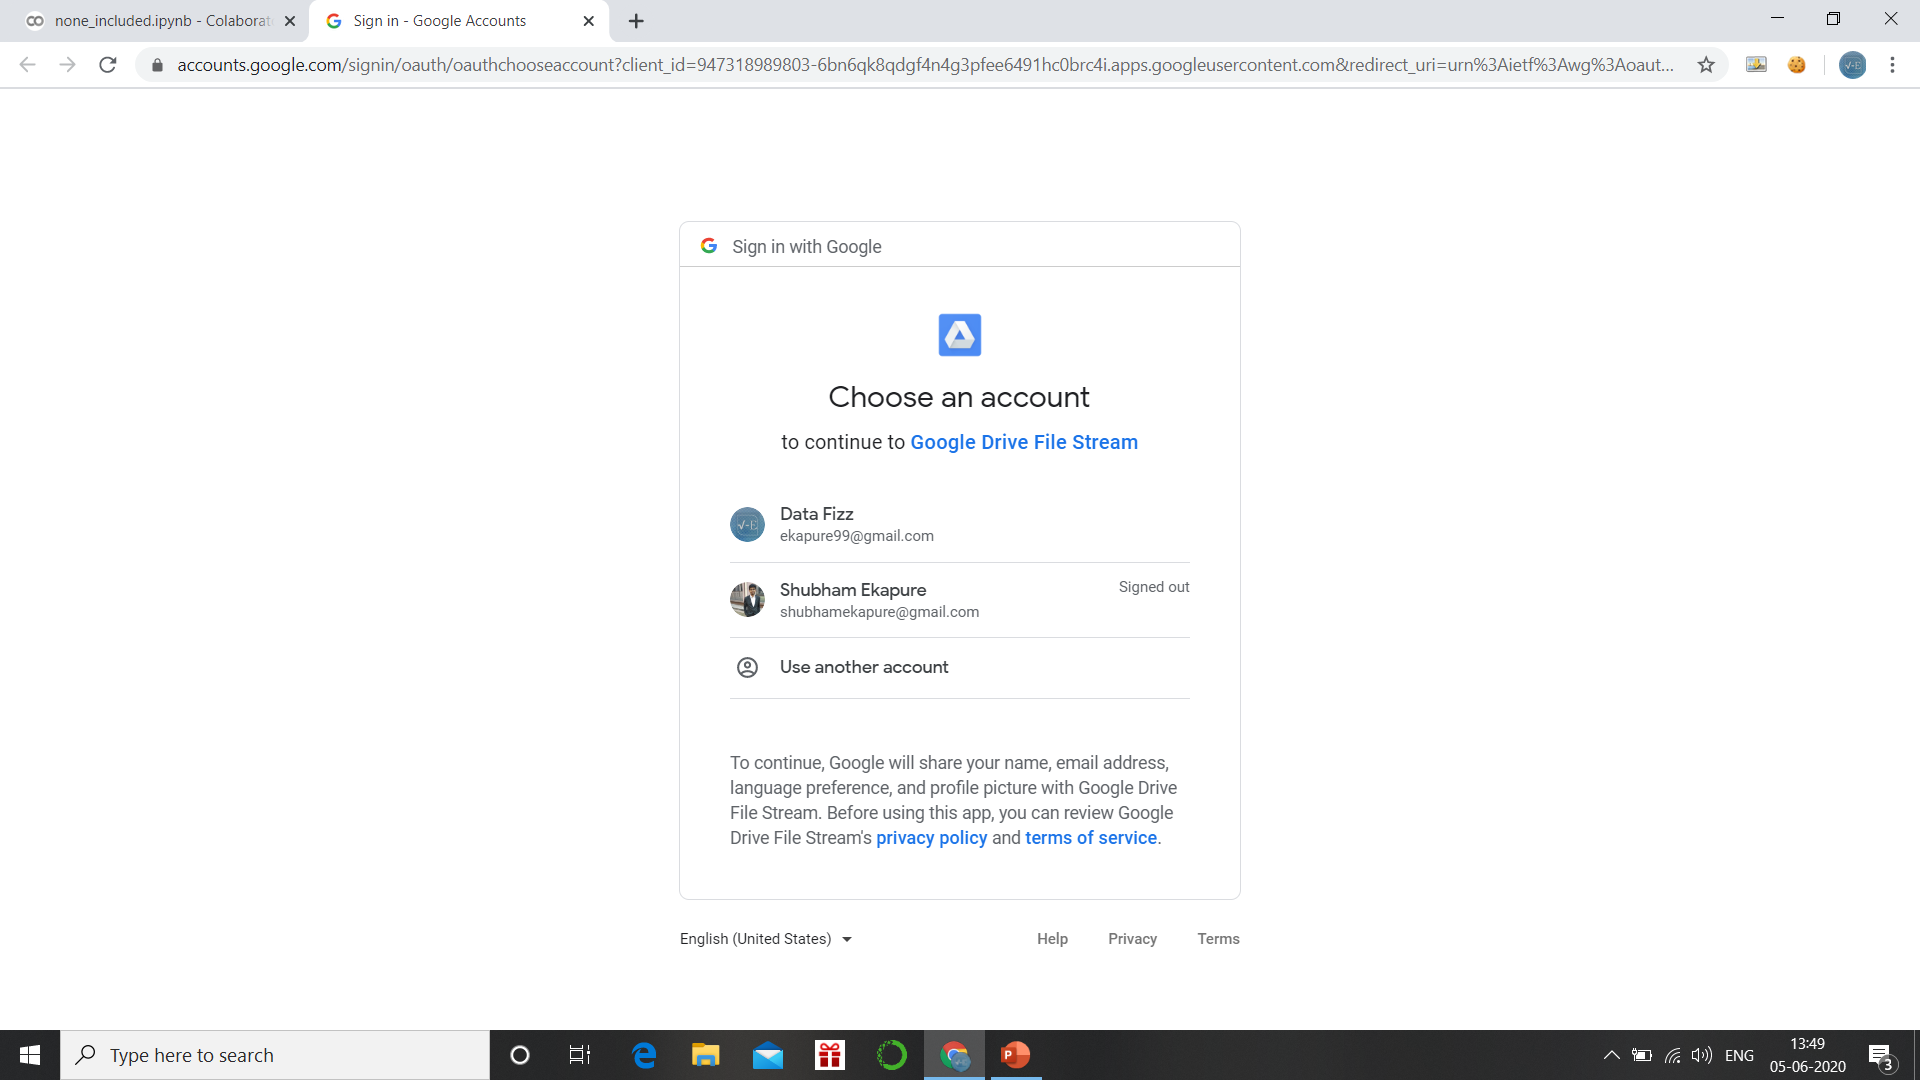 none_included.ipynb - Colaborat
Sign in - Google Accounts
accounts.google.com/signin/oauth/oauthchooseaccount?client_id=947318989803-6bn6qk8qdgf4n4g3pfee6491hc0brc4i.apps.googleusercontent.com&redirect_uri=urn%3Aietf%3Awg%3Aoaut...
Sign in with Google
Choose an account
to continue to Google Drive File Stream
Data Fizz
ekapure99@gmail.com
Shubham Ekapure
Signed out
shubhamekapure@gmail.com
Use another account
To continue, Google will share your name, email address,
language preference, and profile picture with Google Drive
File Stream. Before using this app, you can review Google
Drive File Stream's privacy policy and terms of service.
English (United States)
Help
Privacy
Terms
Type here to search
ENG
13:49
05-06-2020
3